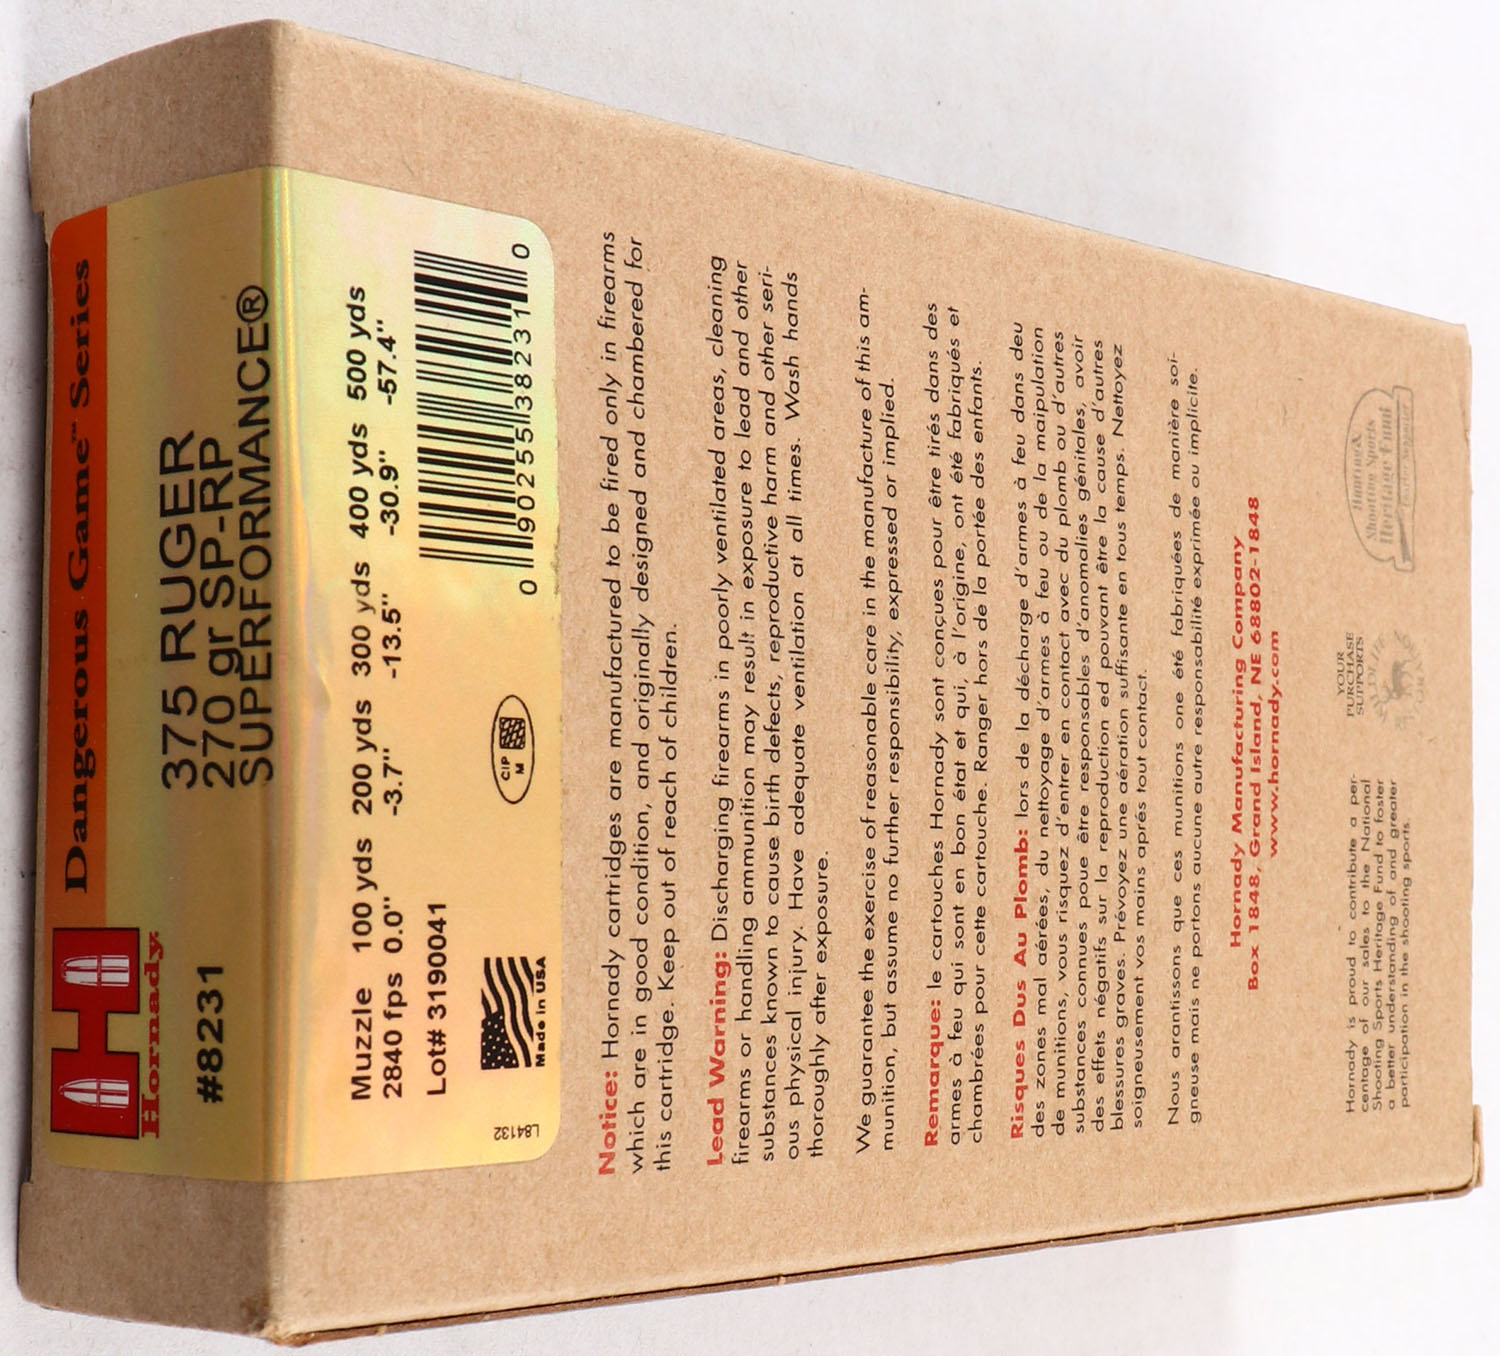 Dangerous Game™ Series
Hornady®
#8231
375 RUGER
270 gr SP-RP
SUPERFORMANCE®
Muzzle 100 yds 200 yds 300 yds 400 yds 500 yds
2840 fps 0.0" -3.7" -13.5" -30.9" -57.4"
Lot# 3190041
0 90255 38231 0
CIP
M
Made in USA
L84132
Notice: Hornady cartridges are manufactured to be fired only in firearms
which are in good condition, and originally designed and chambered for
this cartridge. Keep out of reach of children.
Lead Warning: Discharging firearms in poorly ventilated areas, cleaning
firearms or handling ammunition may result in exposure to lead and other
substances known to cause birth defects, reproductive harm and other seri-
ous physical injury. Have adequate ventilation at all times. Wash hands
thoroughly after exposure.
We guarantee the exercise of reasonable care in the manufacture of this am-
munition, but assume no further responsibility, expressed or implied.
Remarque: le cartouches Hornady sont conçues pour être tirés dans des
armes à feu qui sont en bon état et qui, à l'origine, ont été fabriqués et
chambrées pour cette cartouche. Ranger hors de la portée des enfants.
Risques Dus Au Plomb: lors de la décharge d'armes à feu dans deu
des zones mal aérées, du nettoyage d'armes à feu ou de la maipulation
de munitions, vous risquez d'entrer en contact avec du plomb ou d'autres
substances connues poue être responsables d'anomalies génitales, avoir
des effets négatifs sur la reproduction ed pouvant être la cause d'autres
blessures graves. Prévoyez une aération suffisante en tous temps. Nettoyez
soigneusement vos mains aprés tout contact.
Nous arantissons que ces munitions one été fabriquées de manière soi-
gneuse mais ne portons aucune autre responsabilité exprimée ou implicite.
Hornady Manufacturing Company
Box 1848, Grand Island, NE 68802-1848
www.hornady.com
Hornady is proud to contribute a per-
centage of our sales to the National
Shooting Sports Heritage Fund to foster
a better understanding of and greater
participation in the shooting sports.
YOUR
PURCHASE
SUPPORTS
Hunting &
Shooting Sports
Heritage Fund